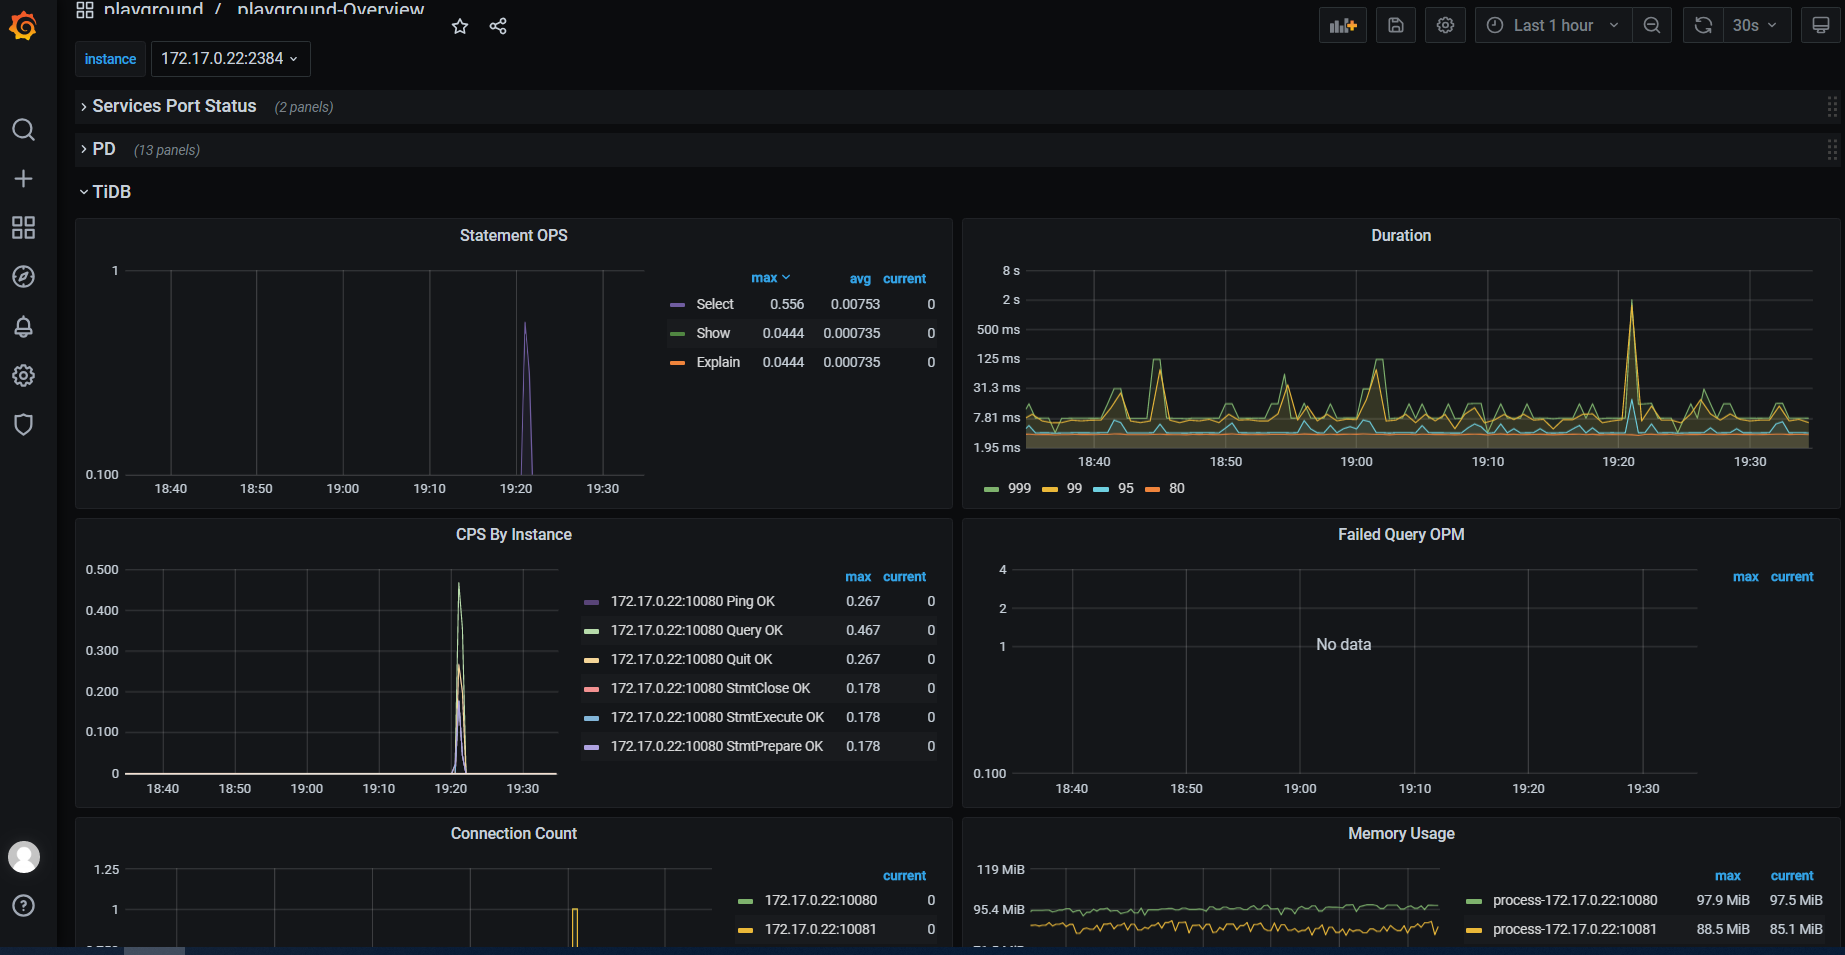 playground / playground-Overview
Last 1 hour
30s
instance 172.17.0.22:2384
Services Port Status (2 panels)
PD (13 panels)
TiDB
Statement OPS
1
0.100
18:40 18:50 19:00 19:10 19:20 19:30
max avg current
Select 0.556 0.00753 0
Show 0.0444 0.000735 0
Explain 0.0444 0.000735 0
Duration
8 s
2 s
500 ms
125 ms
31.3 ms
7.81 ms
1.95 ms
18:40 18:50 19:00 19:10 19:20 19:30
999 99 95 80
CPS By Instance
0.500
0.400
0.300
0.200
0.100
0
18:40 18:50 19:00 19:10 19:20 19:30
max current
172.17.0.22:10080 Ping OK 0.267 0
172.17.0.22:10080 Query OK 0.467 0
172.17.0.22:10080 Quit OK 0.267 0
172.17.0.22:10080 StmtClose OK 0.178 0
172.17.0.22:10080 StmtExecute OK 0.178 0
172.17.0.22:10080 StmtPrepare OK 0.178 0
Failed Query OPM
4
2
1
0.100
No data
18:40 18:50 19:00 19:10 19:20 19:30
max current
Connection Count
1.25
1
current
172.17.0.22:10080 0
172.17.0.22:10081 0
Memory Usage
119 MiB
95.4 MiB
max current
process-172.17.0.22:10080 97.9 MiB 97.5 MiB
process-172.17.0.22:10081 88.5 MiB 85.1 MiB